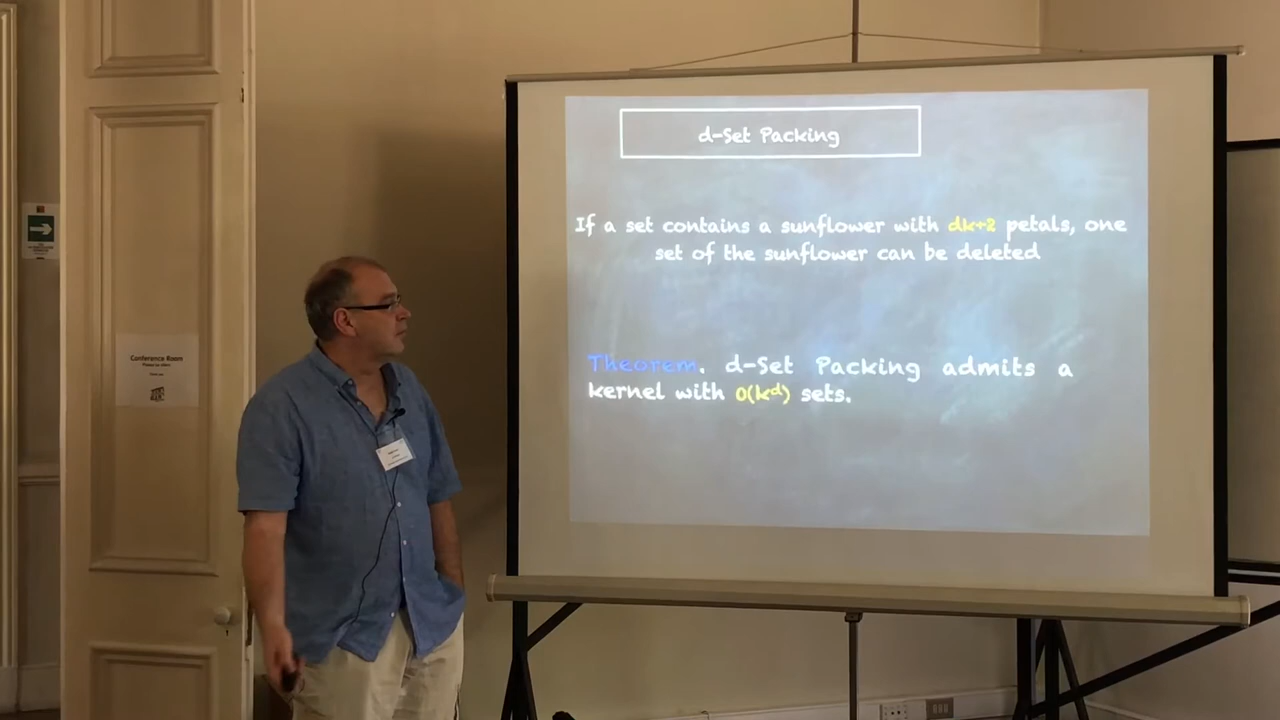 d-Set Packing
If a set contains a sunflower with dk+2 petals, one
set of the sunflower can be deleted
Theorem. d-Set Packing admits a
kernel with O(k^d) sets.
Conference Room